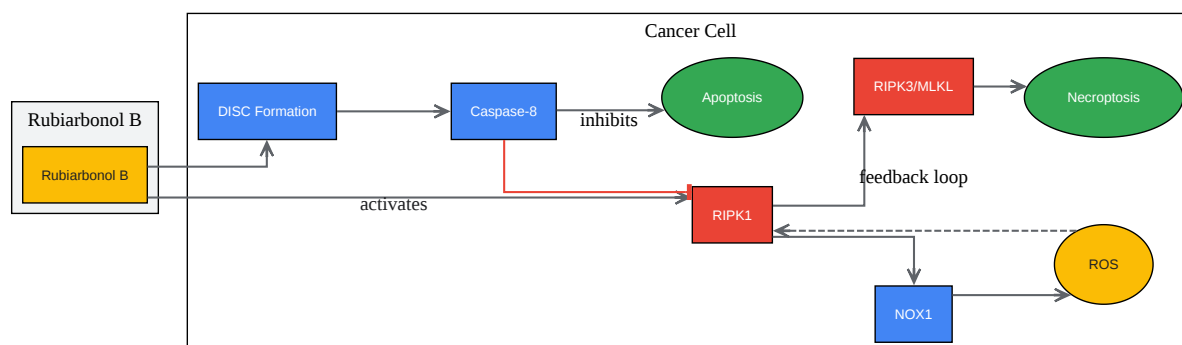 Cancer Cell
Rubiarbonol B
Rubiarbonol B
DISC Formation
Caspase-8
inhibits
Apoptosis
RIPK3/MLKL
Necroptosis
activates
RIPK1
feedback loop
NOX1
ROS